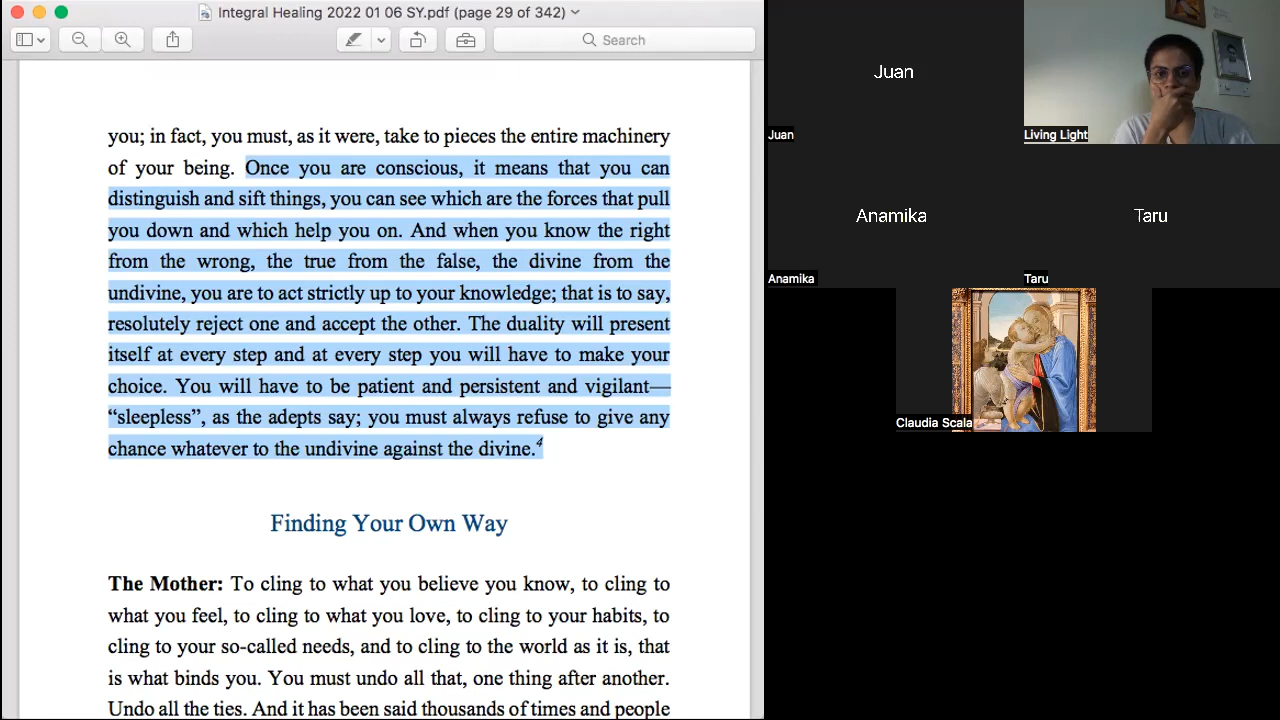 Integral Healing 2022 01 06 SY.pdf (page 29 of 342)
Search
you; in fact, you must, as it were, take to pieces the entire machinery
of your being. Once you are conscious, it means that you can
distinguish and sift things, you can see which are the forces that pull
you down and which help you on. And when you know the right
from the wrong, the true from the false, the divine from the
undivine, you are to act strictly up to your knowledge; that is to say,
resolutely reject one and accept the other. The duality will present
itself at every step and at every step you will have to make your
choice. You will have to be patient and persistent and vigilant—
“sleepless”, as the adepts say; you must always refuse to give any
chance whatever to the undivine against the divine.4
Finding Your Own Way
The Mother: To cling to what you believe you know, to cling to
what you feel, to cling to what you love, to cling to your habits, to
cling to your so-called needs, and to cling to the world as it is, that
is what binds you. You must undo all that, one thing after another.
Undo all the ties. And it has been said thousands of times and people
Juan
Juan
Living Light
Anamika
Anamika
Taru
Taru
Claudia Scala